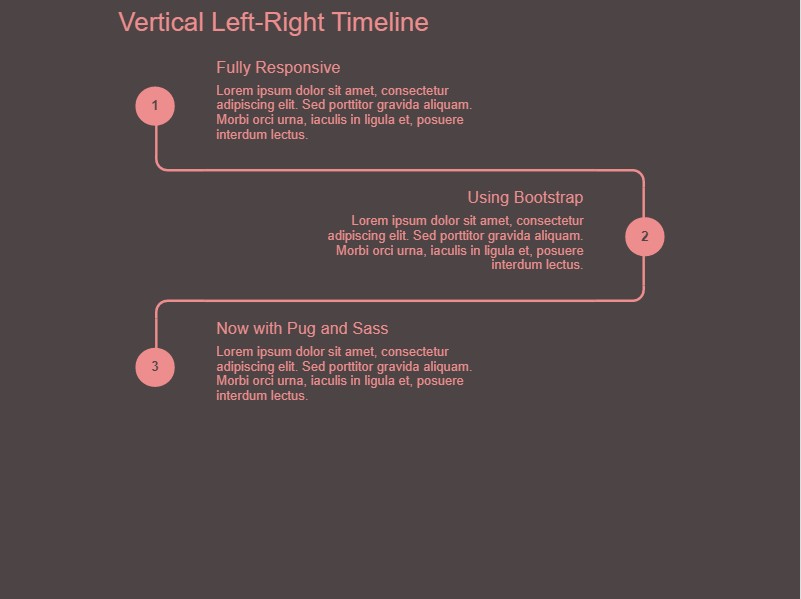 Vertical Left-Right Timeline
Fully Responsive
1
Lorem ipsum dolor sit amet, consectetur
adipiscing elit. Sed porttitor gravida aliquam.
Morbi orci urna, iaculis in ligula et, posuere
interdum lectus.
Using Bootstrap
2
Lorem ipsum dolor sit amet, consectetur
adipiscing elit. Sed porttitor gravida aliquam.
Morbi orci urna, iaculis in ligula et, posuere
interdum lectus.
Now with Pug and Sass
3
Lorem ipsum dolor sit amet, consectetur
adipiscing elit. Sed porttitor gravida aliquam.
Morbi orci urna, iaculis in ligula et, posuere
interdum lectus.